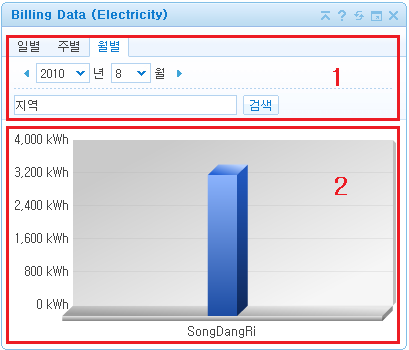 Billing Data (Electricity)
일별 주별 월별
2010 년 8 월
1
지역 검색
4,000 kWh
3,200 kWh
2
2,400 kWh
1,600 kWh
800 kWh
0 kWh
SongDangRi